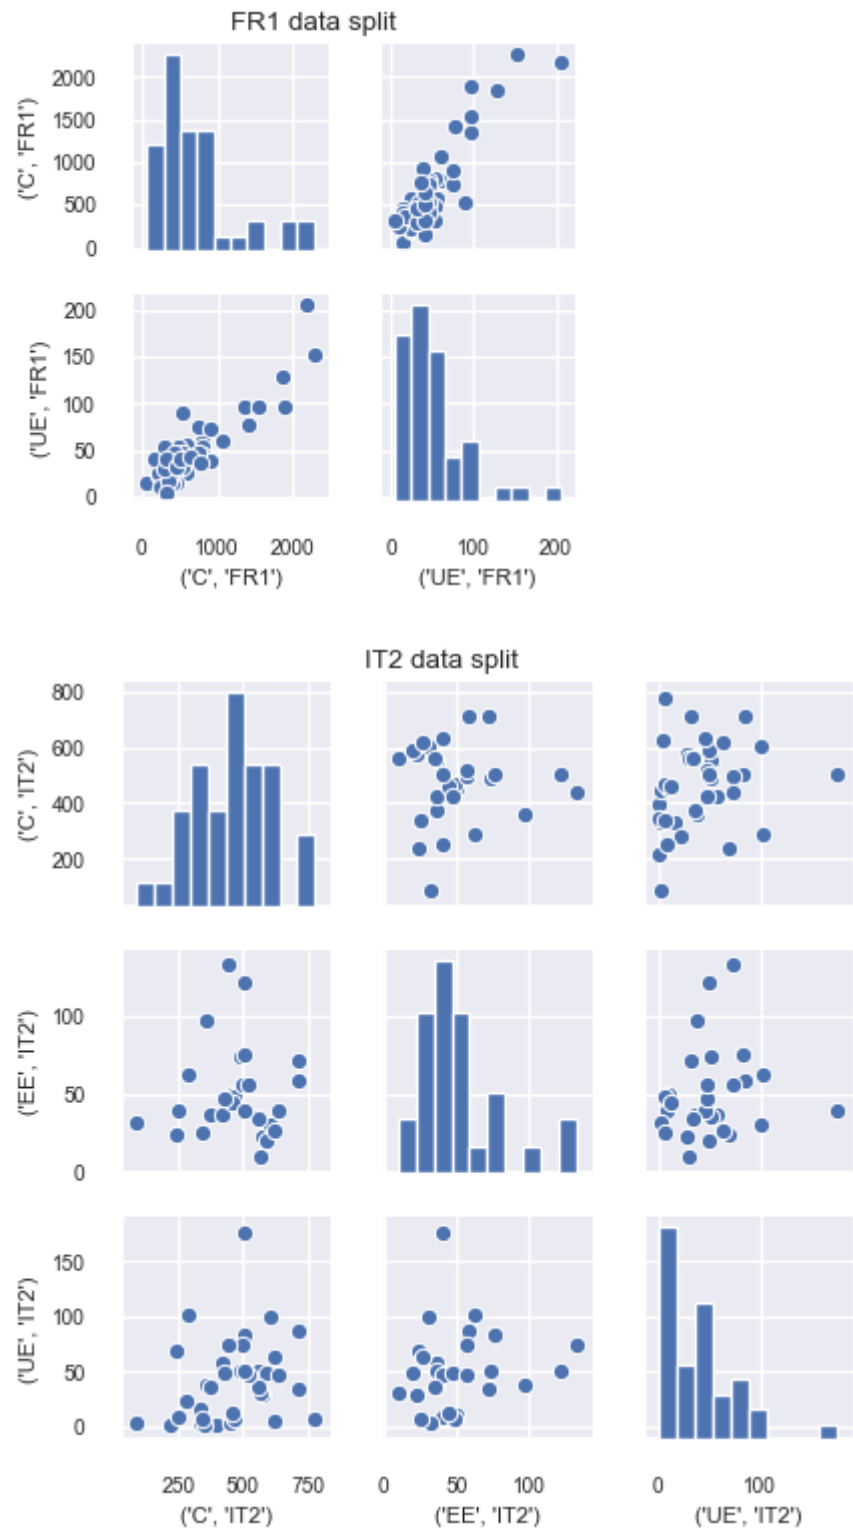 FR1 data split
2000
1500
1000
500
0
('C', 'FR1')
200
150
100
50
0
('UE', 'FR1')
0 1000 2000
('C', 'FR1')
0 100 200
('UE', 'FR1')
IT2 data split
800
600
400
200
('C', 'IT2')
100
50
0
('EE', 'IT2')
150
100
50
0
('UE', 'IT2')
250 500 750
('C', 'IT2')
0 50 100
('EE', 'IT2')
0 100
('UE', 'IT2')